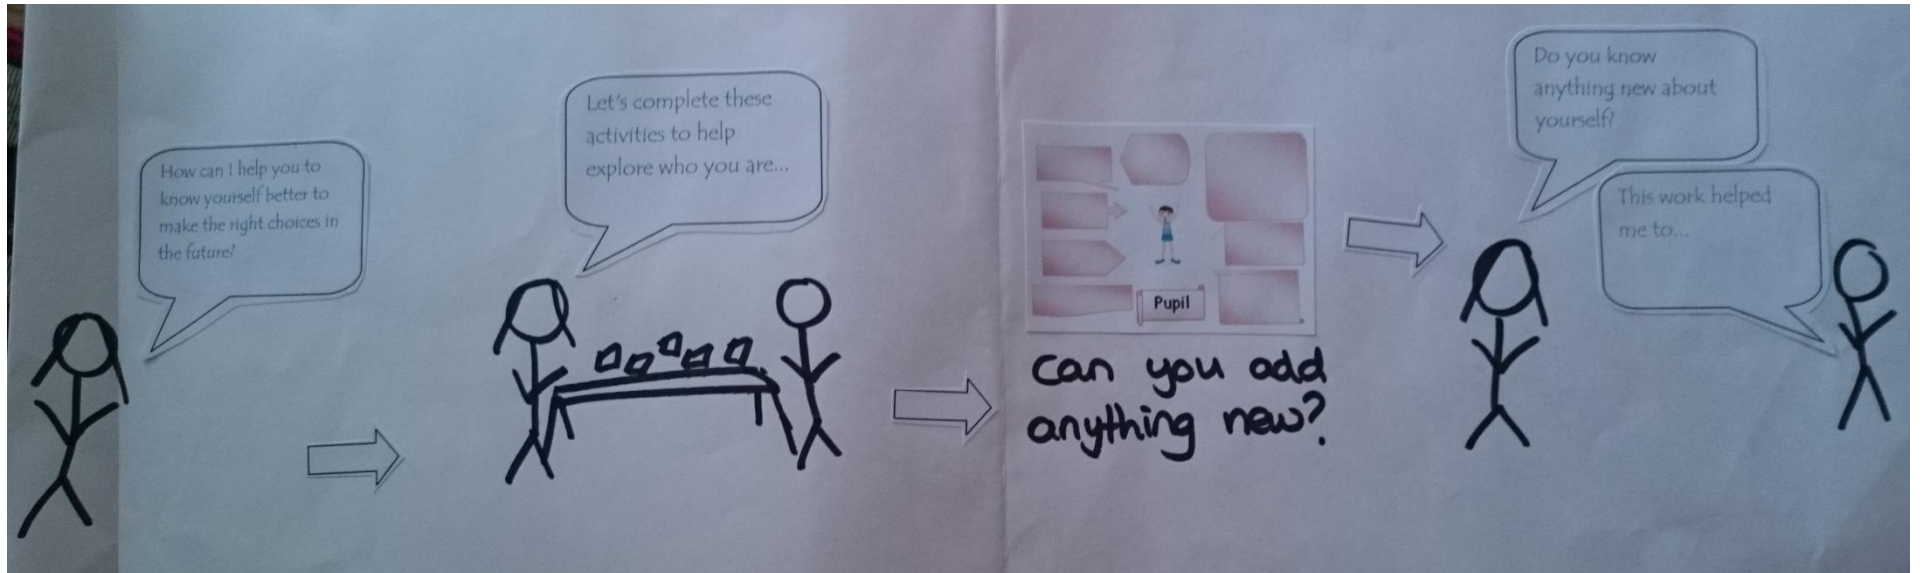 How can I help you to
know yourself better to
make the right choices in
the future?
Let's complete these
activities to help
explore who you are...
Pupil
can you add
anything new?
Do you know
anything new about
yourself?
This work helped
me to...